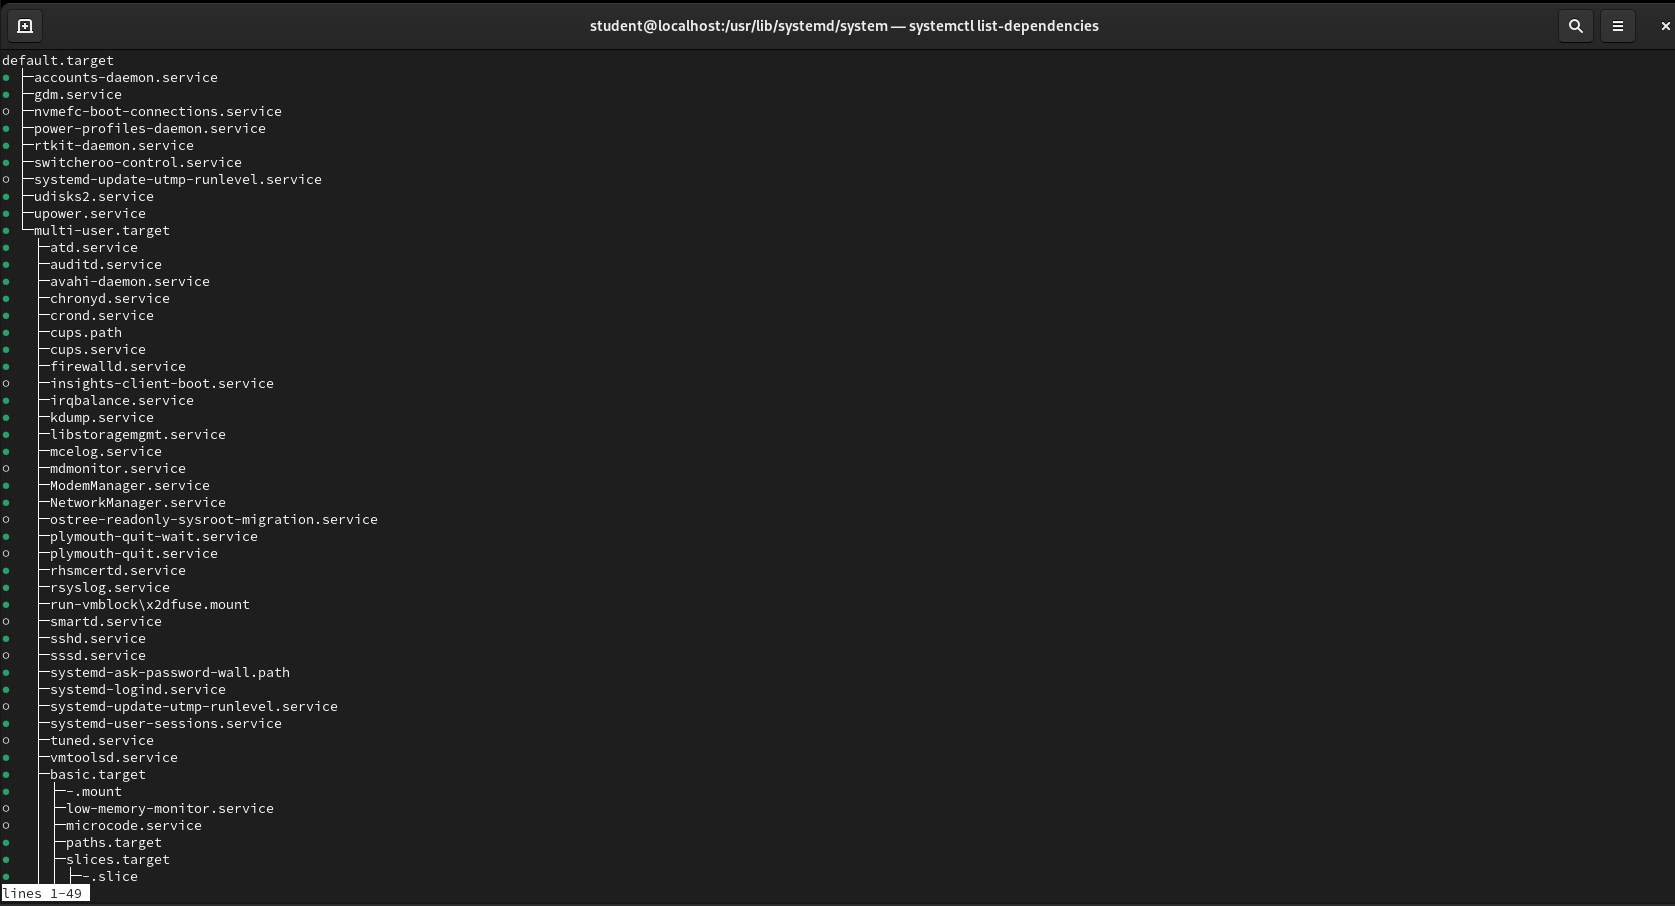 student@localhost:/usr/lib/systemd/system — systemctl list-dependencies
default.target
● ├─accounts-daemon.service
● ├─gdm.service
○ ├─nvmefc-boot-connections.service
● ├─power-profiles-daemon.service
● ├─rtkit-daemon.service
● ├─switcheroo-control.service
○ ├─systemd-update-utmp-runlevel.service
● ├─udisks2.service
● ├─upower.service
● └─multi-user.target
●   ├─atd.service
●   ├─auditd.service
●   ├─avahi-daemon.service
●   ├─chronyd.service
●   ├─crond.service
●   ├─cups.path
●   ├─cups.service
●   ├─firewalld.service
○   ├─insights-client-boot.service
●   ├─irqbalance.service
●   ├─kdump.service
●   ├─libstoragemgmt.service
●   ├─mcelog.service
○   ├─mdmonitor.service
●   ├─ModemManager.service
●   ├─NetworkManager.service
○   ├─ostree-readonly-sysroot-migration.service
●   ├─plymouth-quit-wait.service
○   ├─plymouth-quit.service
●   ├─rhsmcertd.service
●   ├─rsyslog.service
●   ├─run-vmblock\x2dfuse.mount
○   ├─smartd.service
●   ├─sshd.service
○   ├─sssd.service
●   ├─systemd-ask-password-wall.path
●   ├─systemd-logind.service
○   ├─systemd-update-utmp-runlevel.service
●   ├─systemd-user-sessions.service
○   ├─tuned.service
●   ├─vmtoolsd.service
●   ├─basic.target
●   │ ├─-.mount
○   │ ├─low-memory-monitor.service
○   │ ├─microcode.service
●   │ ├─paths.target
●   │ ├─slices.target
●   │ │ ├─-.slice
lines 1-49